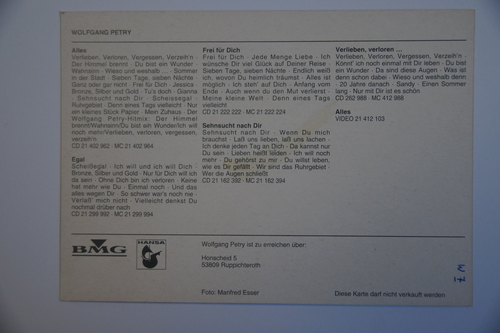 WOLFGANG PETRY
Alles
Verlieben, Verloren, Vergessen, Verzeih'n ·
Der Himmel brennt · Du bist ein Wunder ·
Wahnsinn · Wieso und weshalb ... · Sommer
in der Stadt · Sieben Tage, sieben Nächte ·
Ganz oder gar nicht · Frei für Dich · Jessica ·
Bronze, Silber und Gold · Tu's doch · Gianna
· Sehnsucht nach Dir · Scheissegal ·
Ruhrgebiet · Denn eines Tages vielleicht · Nur
ein kleines Stück Papier · Mein Zuhause · Der
Wolfgang Petry-Hitmix: Der Himmel
brennt/Wahnsinn/Du bist ein Wunder/Ich will
noch mehr/Verlieben, verloren, vergessen,
verzeih'n
CD 21 402 962 · MC 21 402 964
Egal
Scheißegal · Ich will und ich will Dich ·
Bronze, Silber und Gold · Nur für Dich will ich
da sein · Ohne Dich bin ich verloren · Keine
hat mehr wie Du · Einmal noch · Und das
alles wegen Dir · So schwer war's noch nie ·
Verlaß' mich nicht · Vielleicht denkst Du
nochmal drüber nach
CD 21 299 992 · MC 21 299 994
Frei für Dich
Frei für Dich · Jede Menge Liebe · Ich
wünsche Dir viel Glück auf Deiner Reise ·
Sieben Tage, sieben Nächte · Endlich weiß
ich, wovon Du heimlich träumst · Alles ist
möglich · Ich steh' auf Dich · Anfang vom
Ende · Auch wenn du den Mut verlierst ·
Meine kleine Welt · Denn eines Tages
vielleicht
CD 21 222 222 · MC 21 222 224
Sehnsucht nach Dir
Sehnsucht nach Dir · Wenn Du mich
brauchst · Laß uns leben, laß uns lachen ·
Ich denke jeden Tag an Dich · Da kannst nur
Du sein · Lieben heißt leiden · Ich will noch
mehr · Du gehörst zu mir · Du willst leben,
wie es Dir gefällt · Wir sind das Ruhrgebiet ·
Wer die Augen schließt
CD 21 162 392 · MC 21 162 394
Verlieben, verloren ...
Verlieben, Verloren, Vergessen, Verzeih'n ·
Könnt' ich noch einmal mit Dir leben · Du bist
ein Wunder · Da sind diese Augen · Was ist
denn schon dabei · Wieso und weshalb denn
· 20 Jahre danach · Sandy · Einen Sommer
lang · Nur mit Dir ist es schön
CD 262 988 · MC 412 988
Alles
VIDEO 21 412 103
BMG
HANSA
Wolfgang Petry ist zu erreichen über:
Honscheid 5
53809 Ruppichteroth
Foto: Manfred Esser
Diese Karte darf nicht verkauft werden